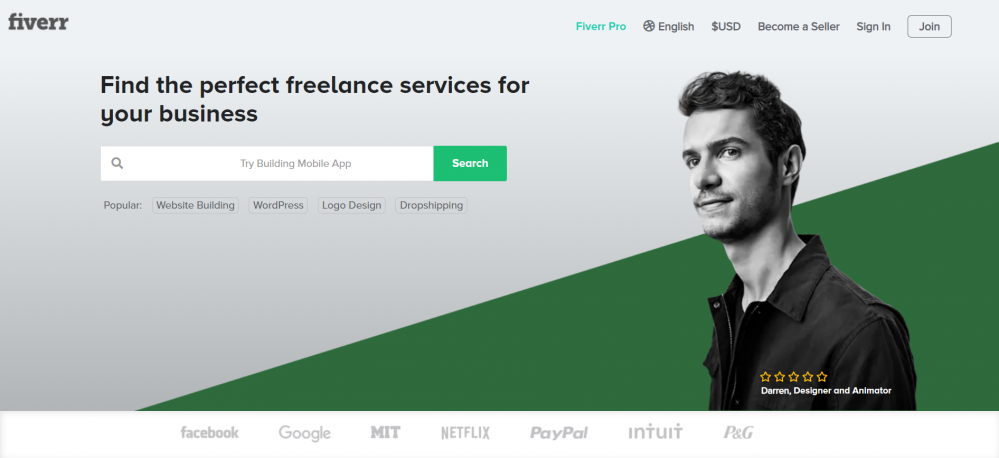 fiverr
Fiverr Pro English $USD Become a Seller Sign In Join
Find the perfect freelance services for
your business
Try Building Mobile App Search
Popular: Website Building WordPress Logo Design Dropshipping
Darren, Designer and Animator
facebook Google MIT NETFLIX PayPal intuit P&G